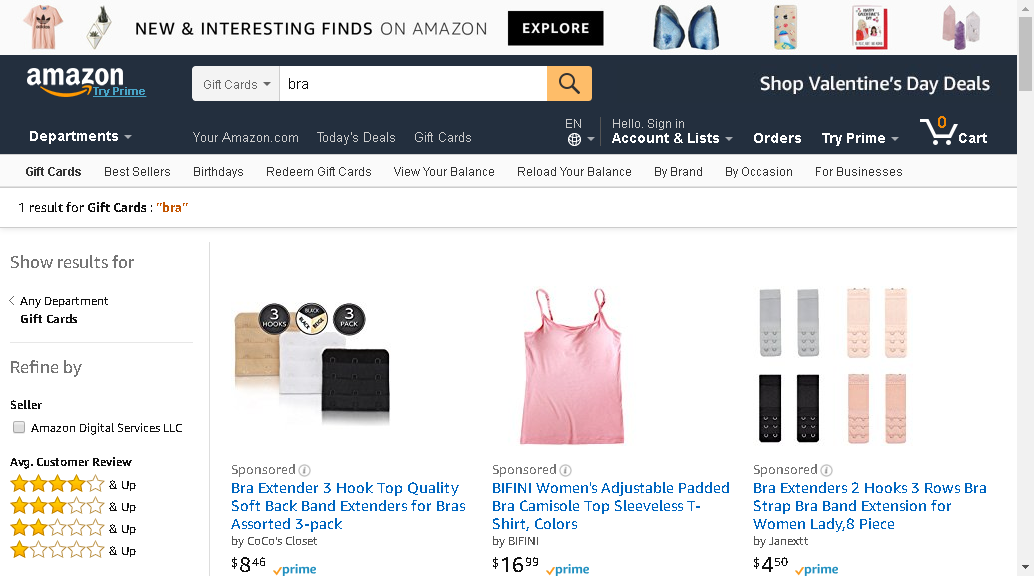 NEW & INTERESTING FINDS ON AMAZON EXPLORE
amazon
Try Prime
Gift Cards
bra
Shop Valentine's Day Deals
Departments
Your Amazon.com Today's Deals Gift Cards
EN
Hello. Sign in
Account & Lists
Orders
Try Prime
0
Cart
Gift Cards Best Sellers Birthdays Redeem Gift Cards View Your Balance Reload Your Balance By Brand By Occasion For Businesses
1 result for Gift Cards : "bra"
Show results for
Any Department
Gift Cards
Refine by
Seller
Amazon Digital Services LLC
Avg. Customer Review
& Up
& Up
& Up
& Up
3
HOOKS
BLACK
BLACK BEIGE
3
PACK
Sponsored
Bra Extender 3 Hook Top Quality
Soft Back Band Extenders for Bras
Assorted 3-pack
by CoCo's Closet
$8 46 prime
Sponsored
BIFINI Women's Adjustable Padded
Bra Camisole Top Sleeveless T-
Shirt, Colors
by BIFINI
$16 99 prime
Sponsored
Bra Extenders 2 Hooks 3 Rows Bra
Strap Bra Band Extension for
Women Lady,8 Piece
by Janextt
$4 50 prime